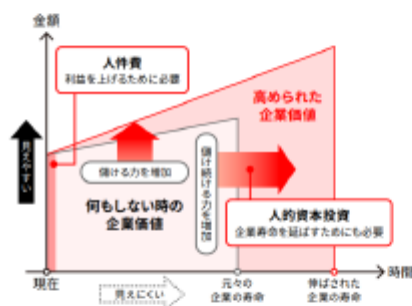 金額
人件費
利益を上げるために必要
高められた
企業価値
見えやすい
儲ける力を増加
儲け続ける力を増加
何もしない時の
企業価値
人的資本投資
企業寿命を延ばすためにも必要
時間
現在
見えにくい
元々の
企業の寿命
伸ばされた
企業の寿命